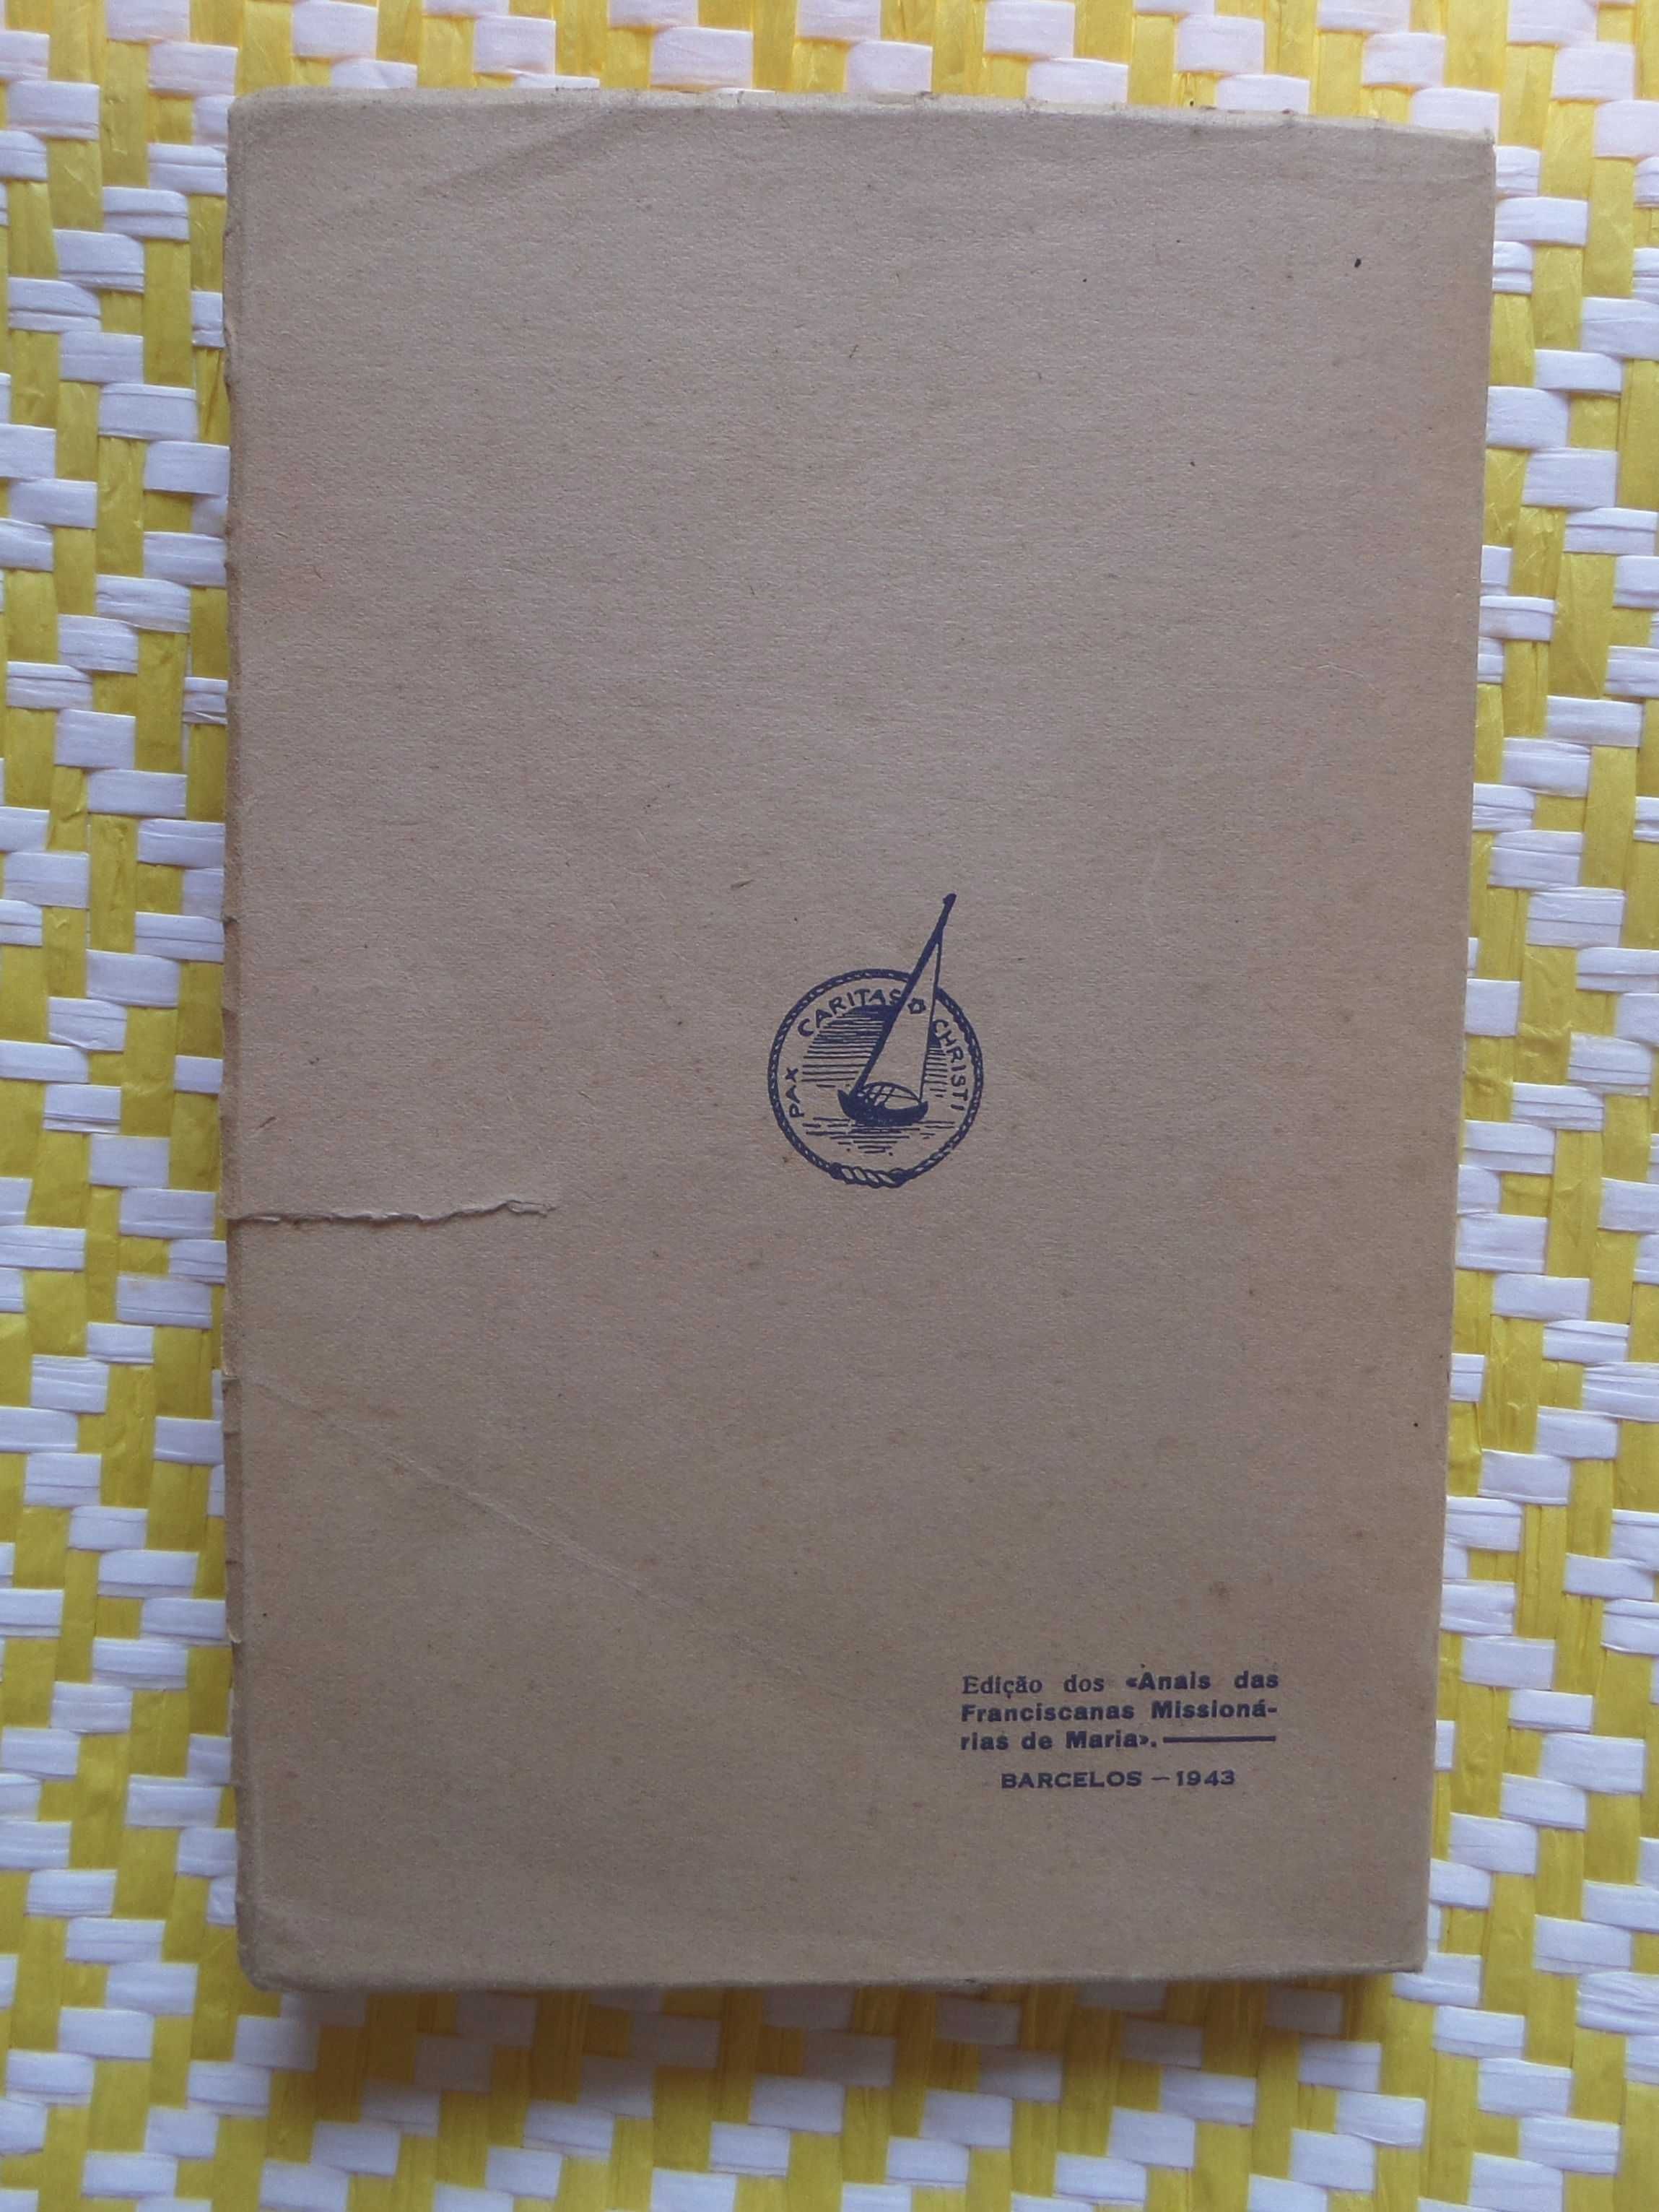 PAX CARITAS CHRISTI
Edição dos «Anais das
Franciscanas Missioná-
rias de Maria».
BARCELOS — 1943